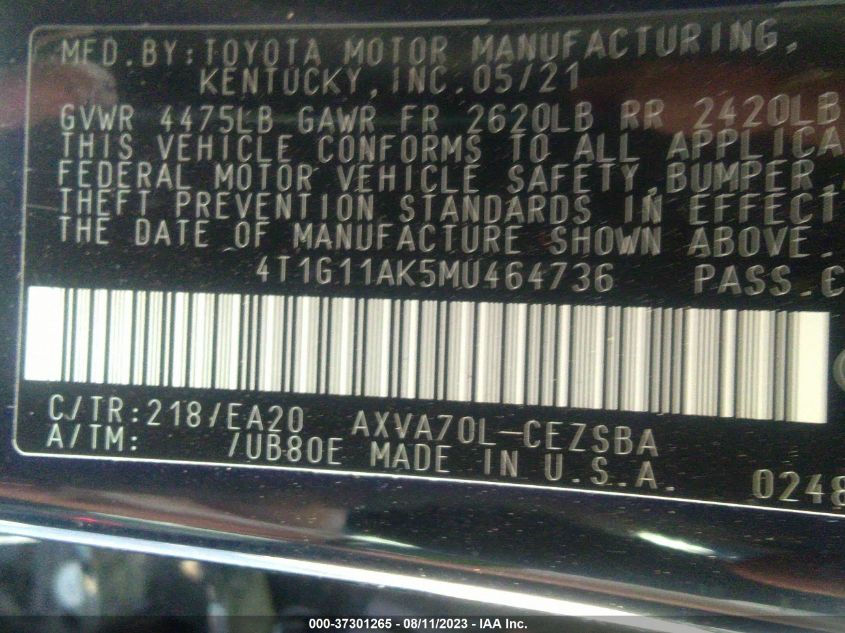 MFD.BY:TOYOTA MOTOR MANUFACTURING,
KENTUCKY,INC.05/21
GVWR 4475LB GAWR FR 2620LB RR 2420LB
THIS VEHICLE CONFORMS TO ALL APPLICA
FEDERAL MOTOR VEHICLE SAFETY,BUMPER,
THEFT PREVENTION STANDARDS IN EFFECT
THE DATE OF MANUFACTURE SHOWN ABOVE.
4T1G11AK5MU464736 PASS.C
C/TR:218/EA20 AXVA70L-CEZSBA
A/TM: /UB80E MADE IN U.S.A. 0248
000-37301265 - 08/11/2023 - IAA Inc.